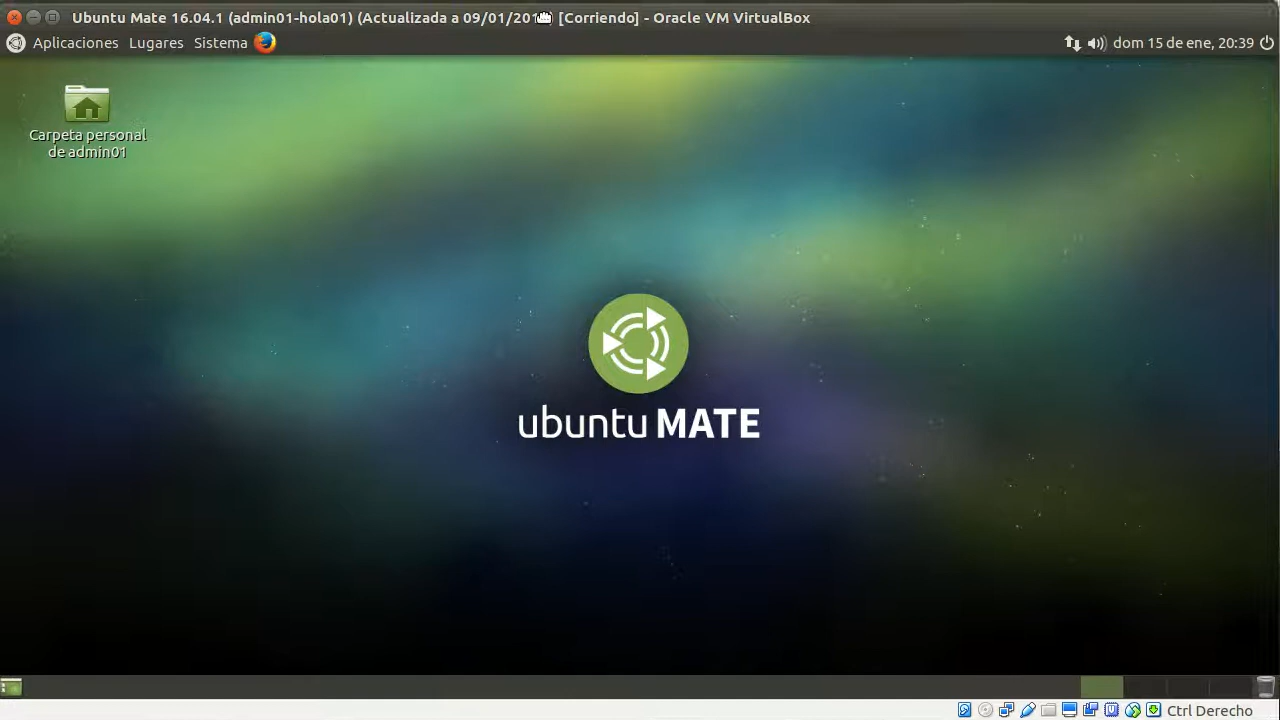 Ubuntu Mate 16.04.1 (admin01-hola01) (Actualizada a 09/01/20 [Corriendo] - Oracle VM VirtualBox
Aplicaciones Lugares Sistema
dom 15 de ene, 20:39
Carpeta personal
de admin01
ubuntu MATE
Ctrl Derecho